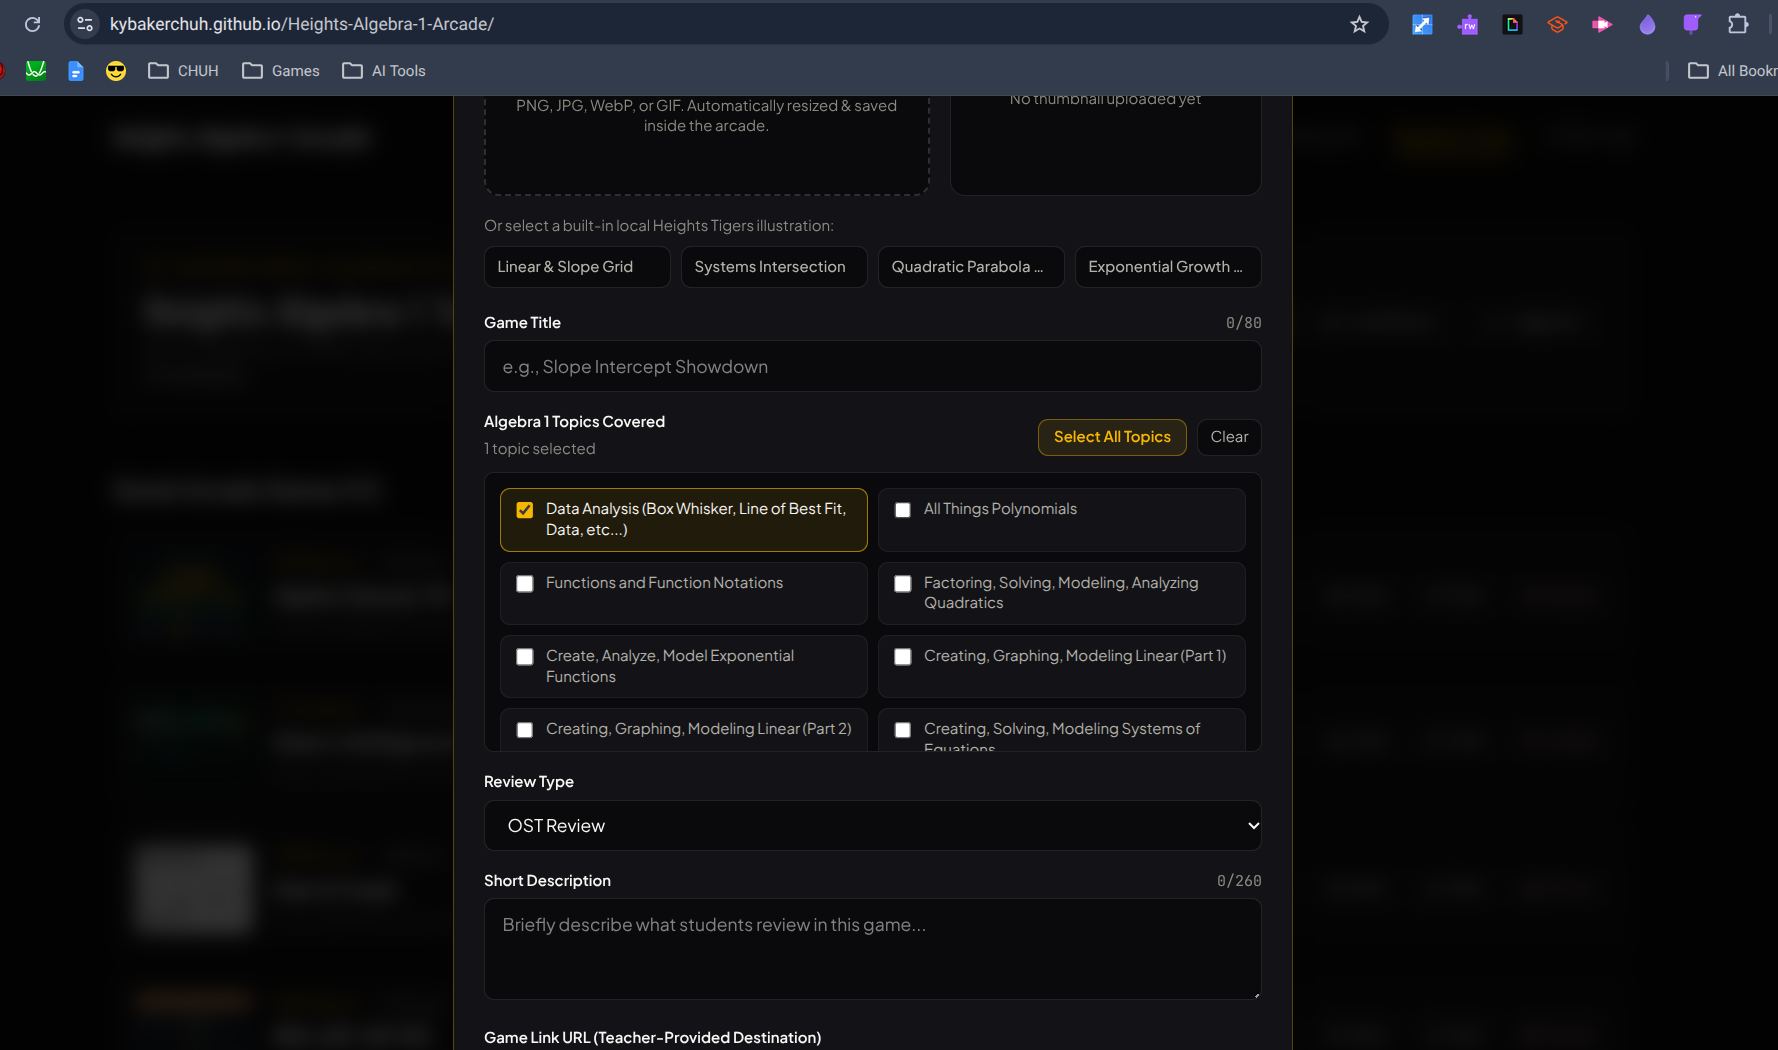 kybakerchuh.github.io/Heights-Algebra-1-Arcade/
CHUH
Games
AI Tools
All Bookr
PNG, JPG, WebP, or GIF. Automatically resized & saved
inside the arcade.
No thumbnail uploaded yet
Or select a built-in local Heights Tigers illustration:
Linear & Slope Grid
Systems Intersection
Quadratic Parabola ...
Exponential Growth ...
Game Title
0/80
e.g., Slope Intercept Showdown
Algebra 1 Topics Covered
1 topic selected
Select All Topics
Clear
Data Analysis (Box Whisker, Line of Best Fit,
Data, etc...)
All Things Polynomials
Functions and Function Notations
Factoring, Solving, Modeling, Analyzing
Quadratics
Create, Analyze, Model Exponential
Functions
Creating, Graphing, Modeling Linear (Part 1)
Creating, Graphing, Modeling Linear (Part 2)
Creating, Solving, Modeling Systems of
Equations
Review Type
OST Review
Short Description
0/260
Briefly describe what students review in this game...
Game Link URL (Teacher-Provided Destination)